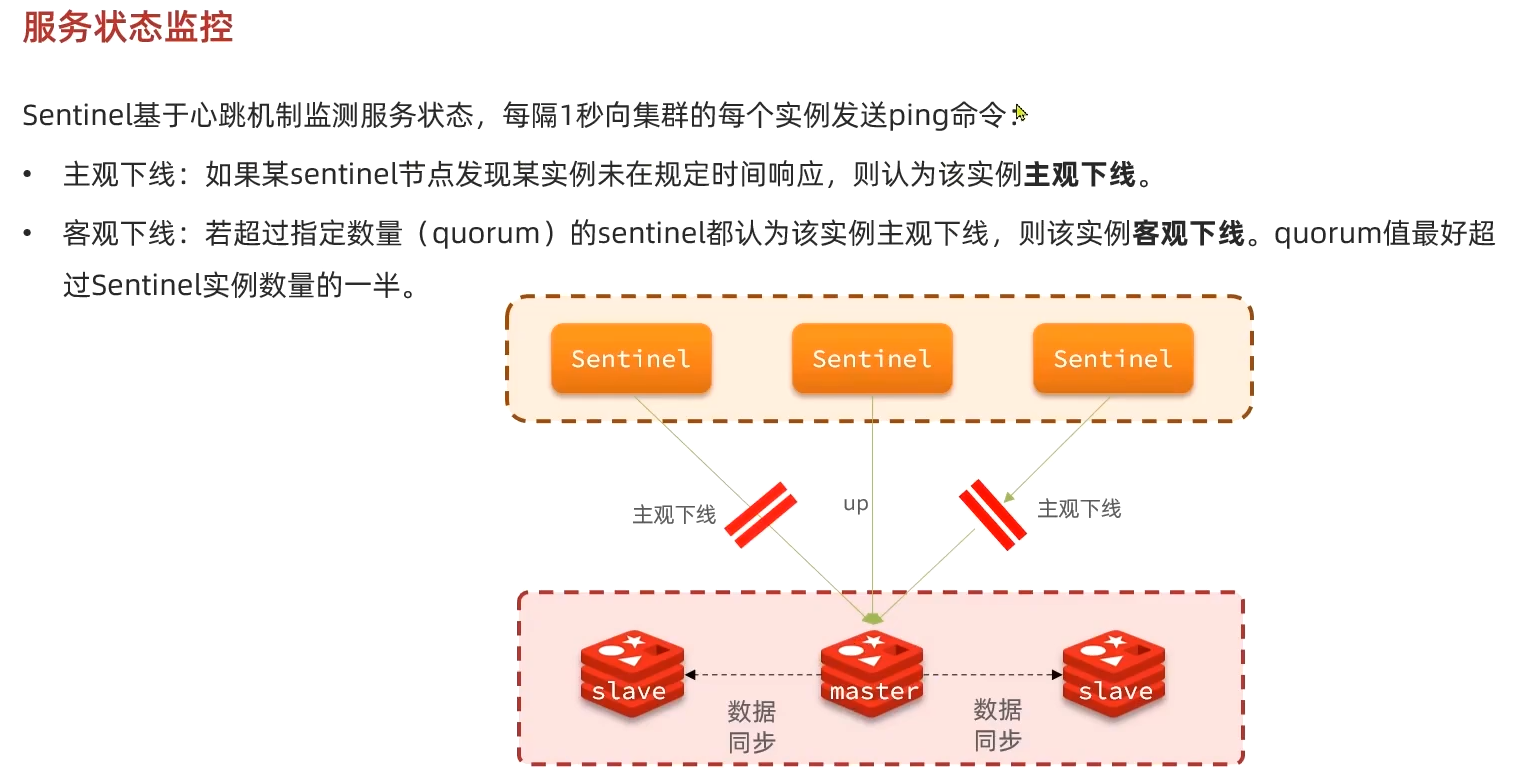 服务状态监控
Sentinel基于心跳机制监测服务状态，每隔1秒向集群的每个实例发送ping命令：
• 主观下线：如果某sentinel节点发现某实例未在规定时间响应，则认为该实例主观下线。
• 客观下线：若超过指定数量（quorum）的sentinel都认为该实例主观下线，则该实例客观下线。quorum值最好超
过Sentinel实例数量的一半。
Sentinel Sentinel Sentinel
主观下线 up 主观下线
slave master slave
数据 数据
同步 同步